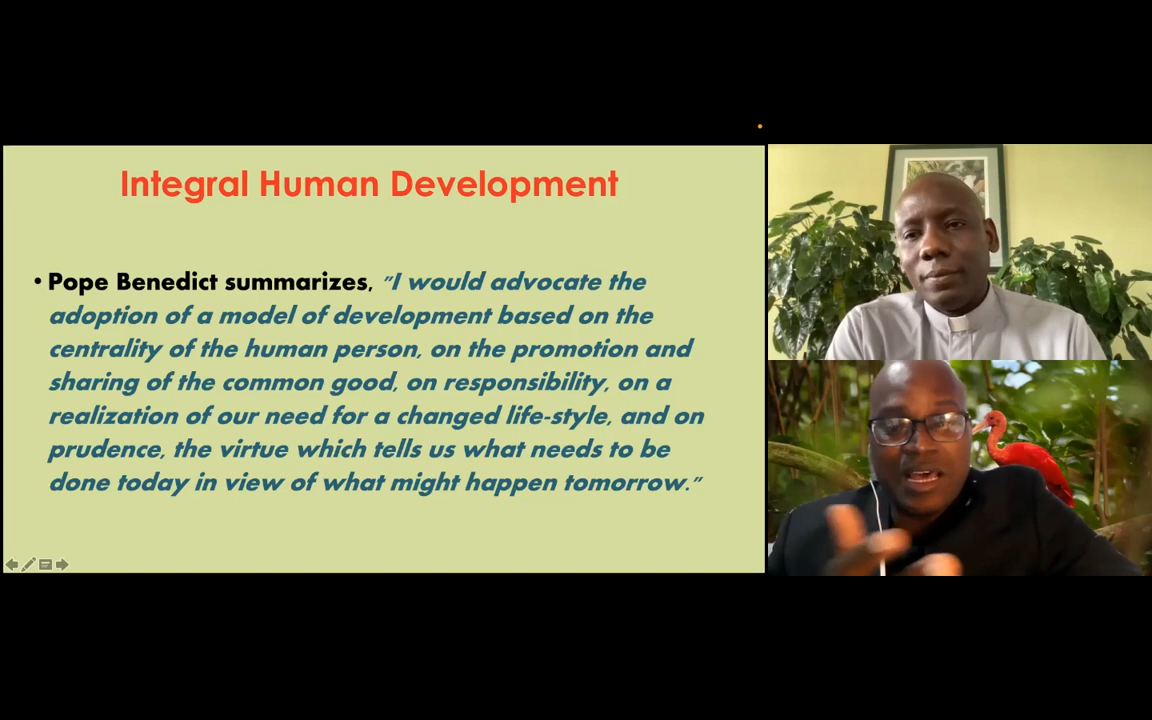 Integral Human Development
• Pope Benedict summarizes, "I would advocate the
adoption of a model of development based on the
centrality of the human person, on the promotion and
sharing of the common good, on responsibility, on a
realization of our need for a changed life-style, and on
prudence, the virtue which tells us what needs to be
done today in view of what might happen tomorrow."